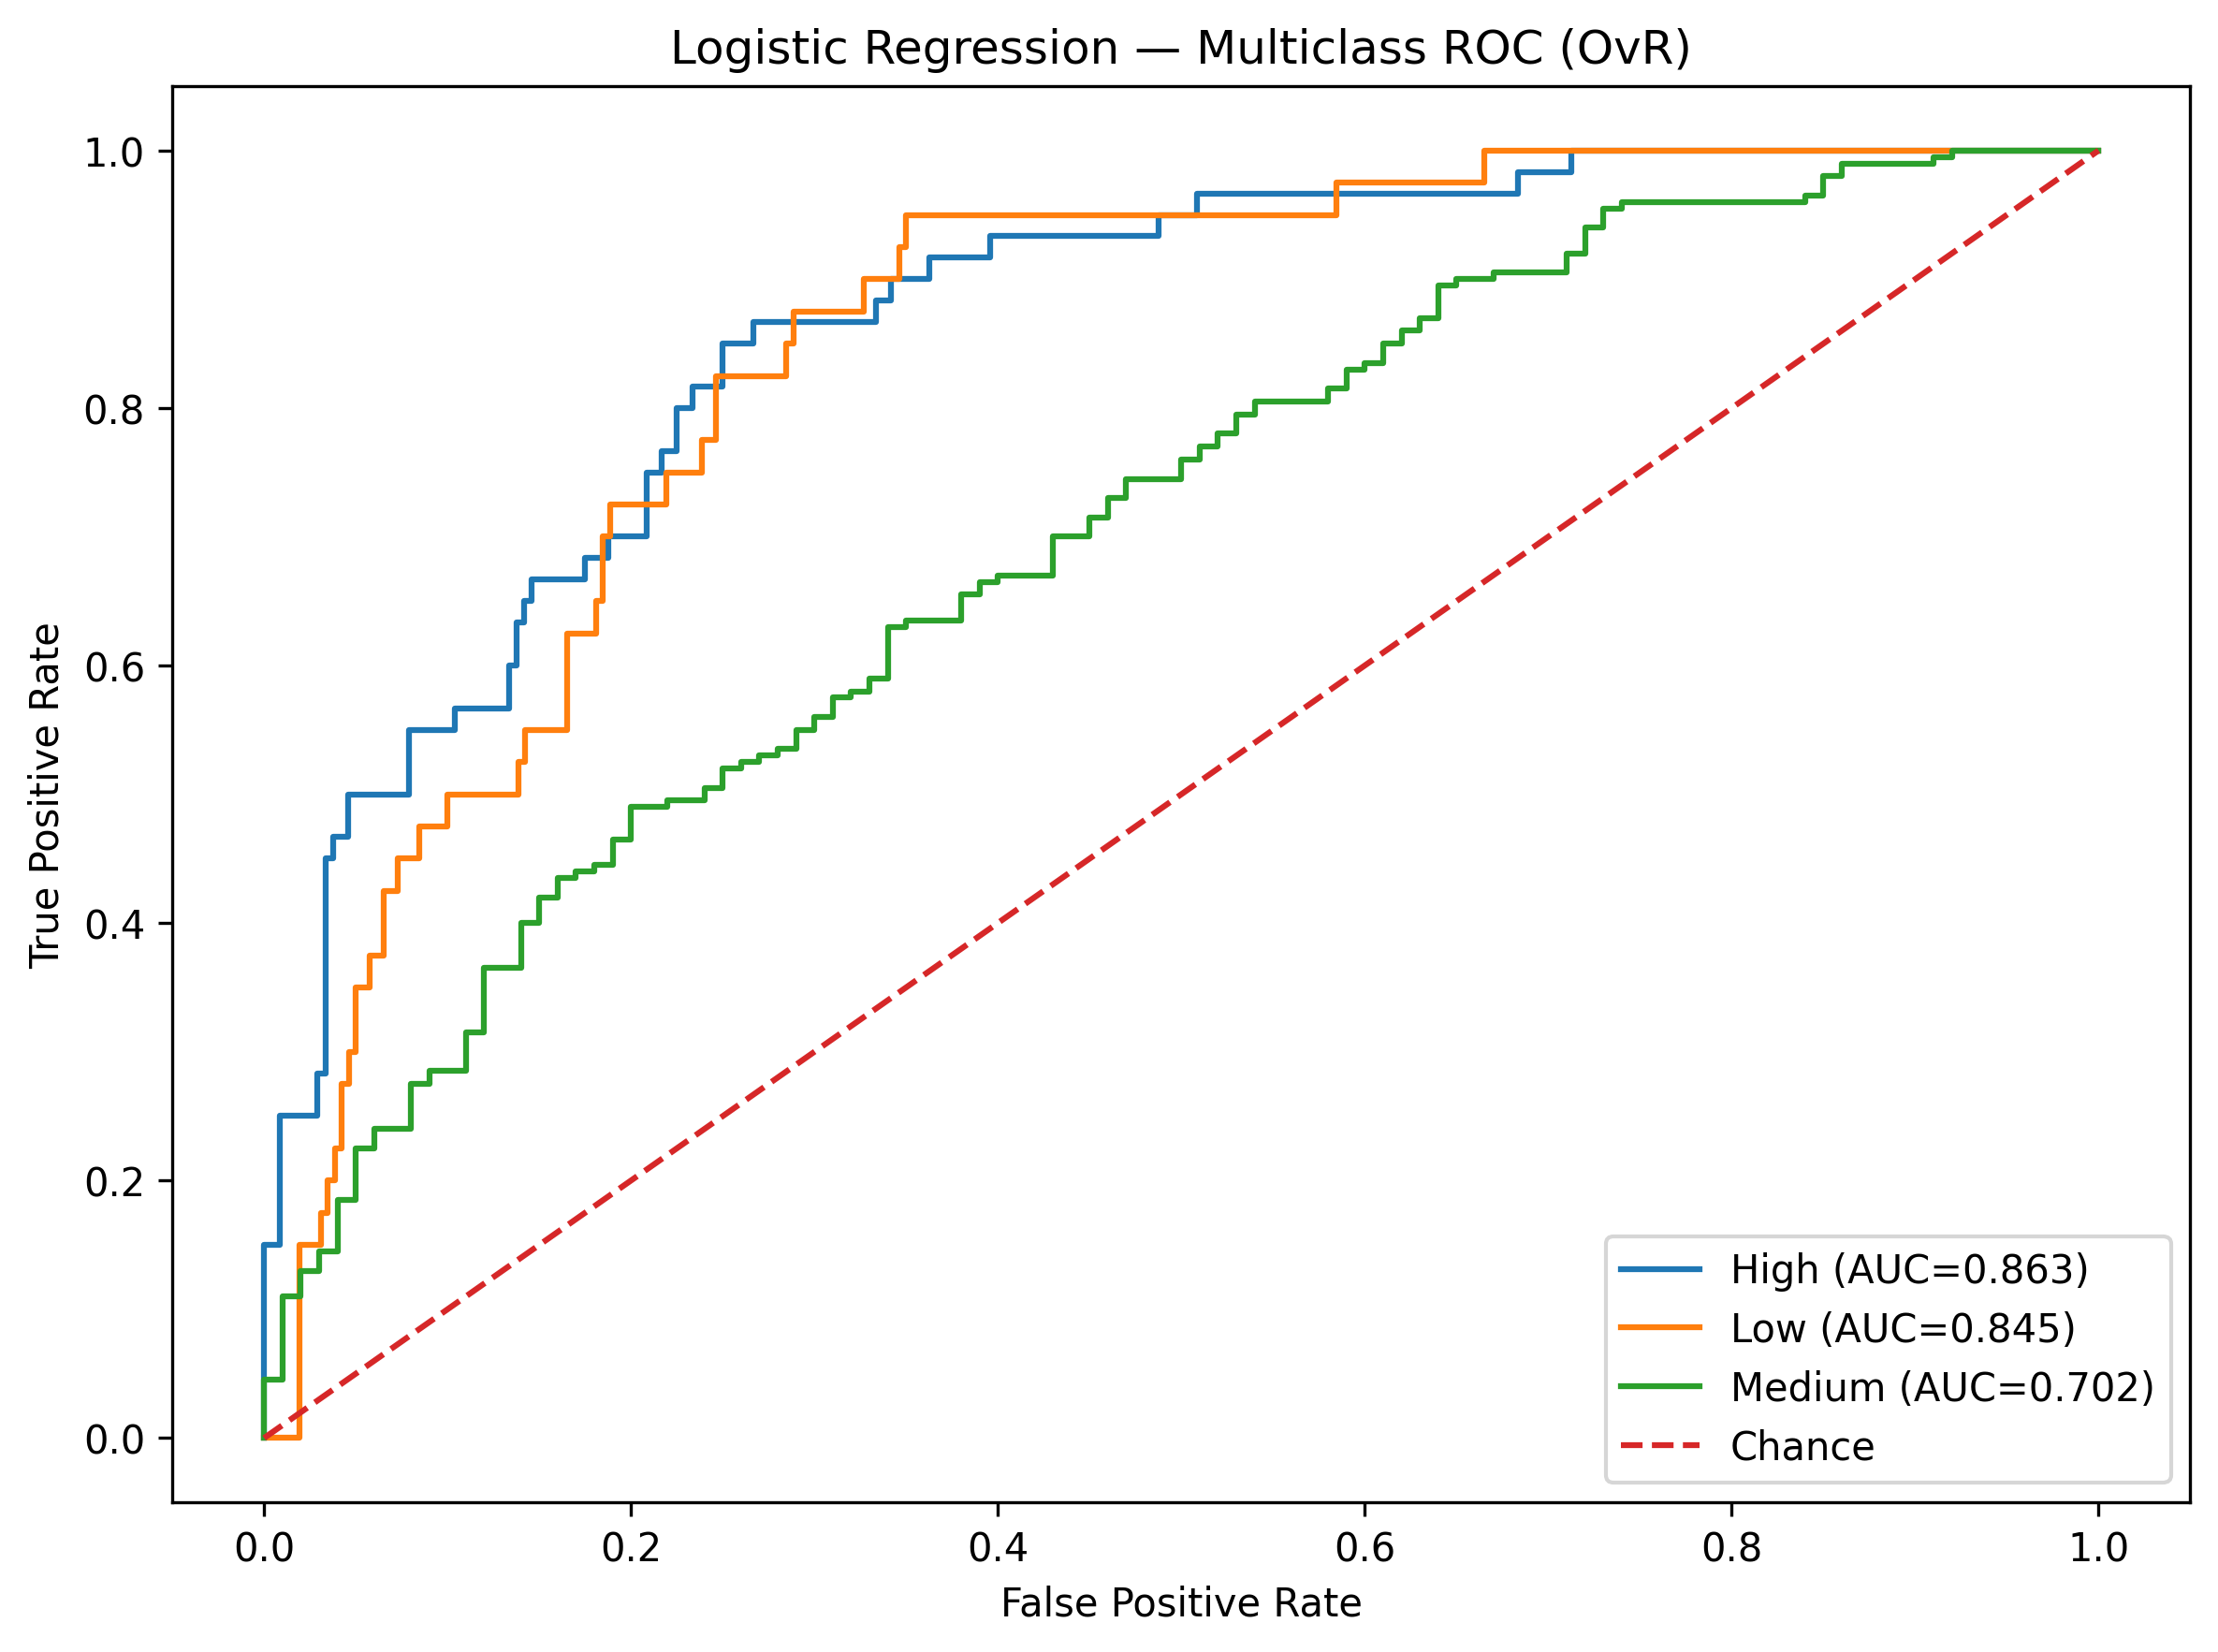 Logistic Regression — Multiclass ROC (OvR)
True Positive Rate
1.0
0.8
0.6
0.4
0.2
0.0
High (AUC=0.863)
Low (AUC=0.845)
Medium (AUC=0.702)
Chance
0.0 0.2 0.4 0.6 0.8 1.0
False Positive Rate